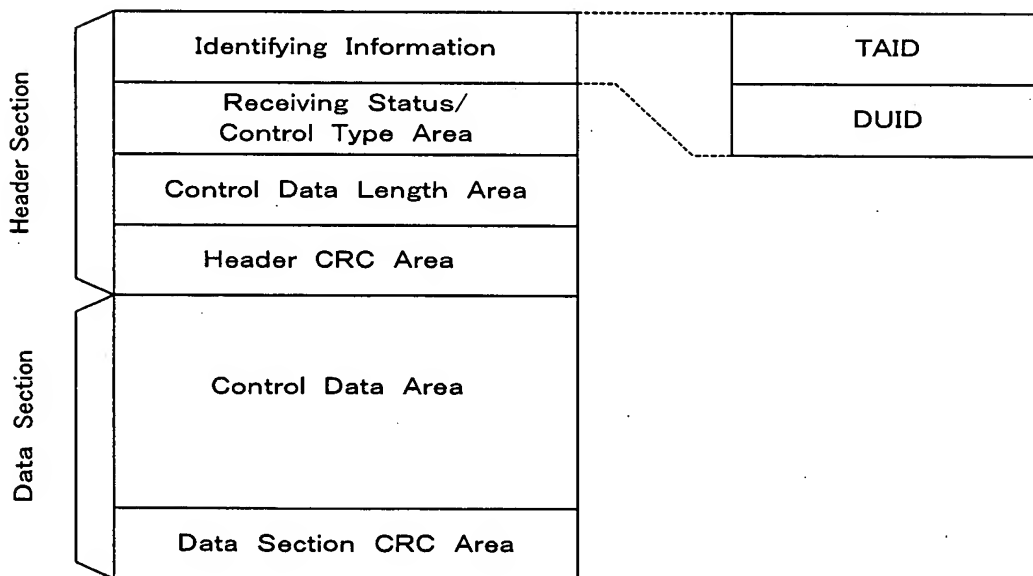 Header Section
Identifying Information
Receiving Status/
Control Type Area
Control Data Length Area
Header CRC Area
Data Section
Control Data Area
Data Section CRC Area
TAID
DUID